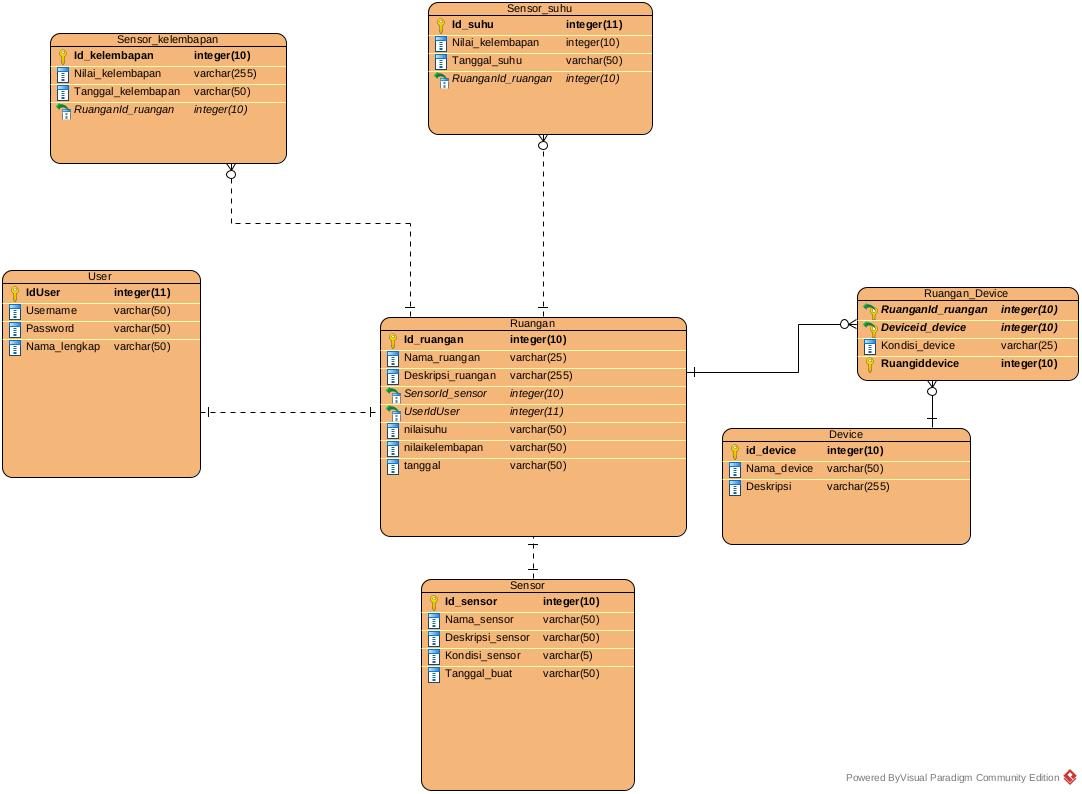 Sensor_suhu
Id_suhu integer(11)
Nilai_kelembapan integer(10)
Tanggal_suhu varchar(50)
RuanganId_ruangan integer(10)
Sensor_kelembapan
Id_kelembapan integer(10)
Nilai_kelembapan varchar(255)
Tanggal_kelembapan varchar(50)
RuanganId_ruangan integer(10)
User
IdUser integer(11)
Username varchar(50)
Password varchar(50)
Nama_lengkap varchar(50)
Ruangan
Id_ruangan integer(10)
Nama_ruangan varchar(25)
Deskripsi_ruangan varchar(255)
SensorId_sensor integer(10)
UserIdUser integer(11)
nilaisuhu varchar(50)
nilaikelembapan varchar(50)
tanggal varchar(50)
Ruangan_Device
RuanganId_ruangan integer(10)
Deviceid_device integer(10)
Kondisi_device varchar(25)
Ruangiddevice integer(10)
Device
id_device integer(10)
Nama_device varchar(50)
Deskripsi varchar(255)
Sensor
Id_sensor integer(10)
Nama_sensor varchar(50)
Deskripsi_sensor varchar(50)
Kondisi_sensor varchar(5)
Tanggal_buat varchar(50)
Powered ByVisual Paradigm Community Edition